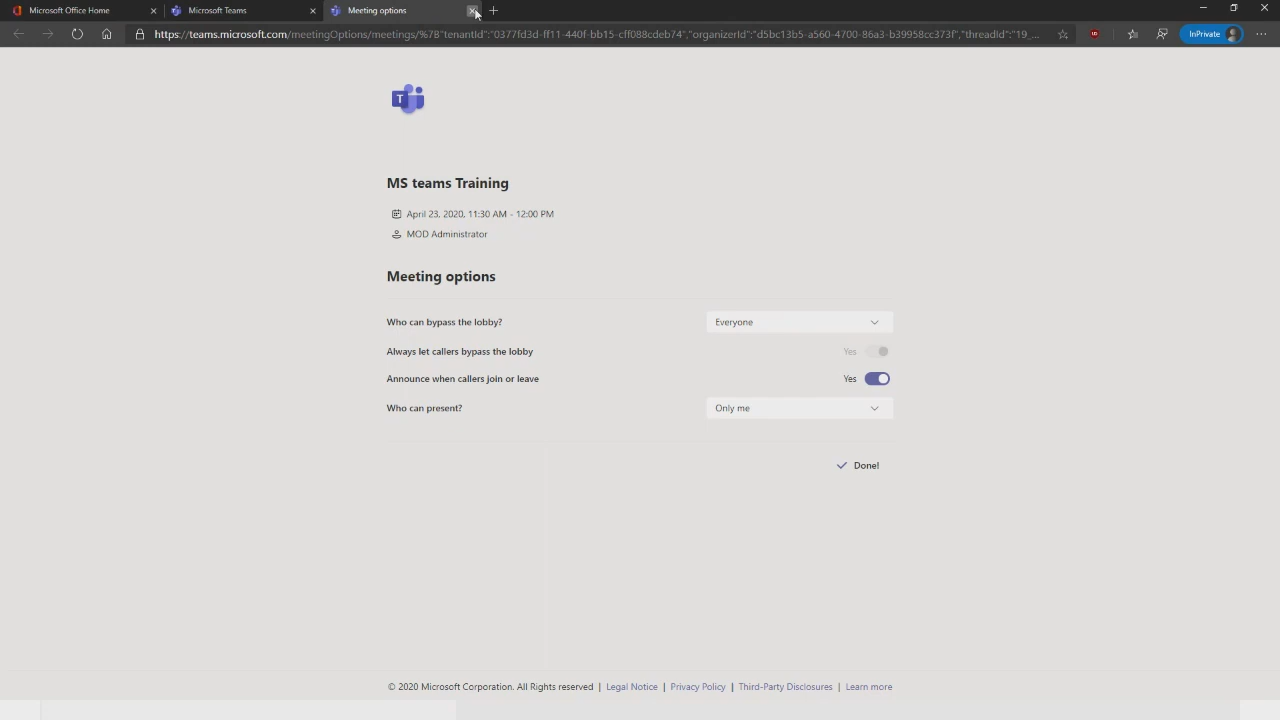 Microsoft Office Home
Microsoft Teams
Meeting options
https://teams.microsoft.com/meetingOptions/meetings/%7B"tenantId":"0377fd3d-ff11-440f-bb15-cff088cdeb74","organizerId":"d5bc13b5-a560-4700-86a3-b39958cc373f","threadId":"19_...
InPrivate
T
MS teams Training
April 23, 2020, 11:30 AM - 12:00 PM
MOD Administrator
Meeting options
Who can bypass the lobby? Everyone
Always let callers bypass the lobby Yes
Announce when callers join or leave Yes
Who can present? Only me
Done!
© 2020 Microsoft Corporation. All Rights reserved | Legal Notice | Privacy Policy | Third-Party Disclosures | Learn more